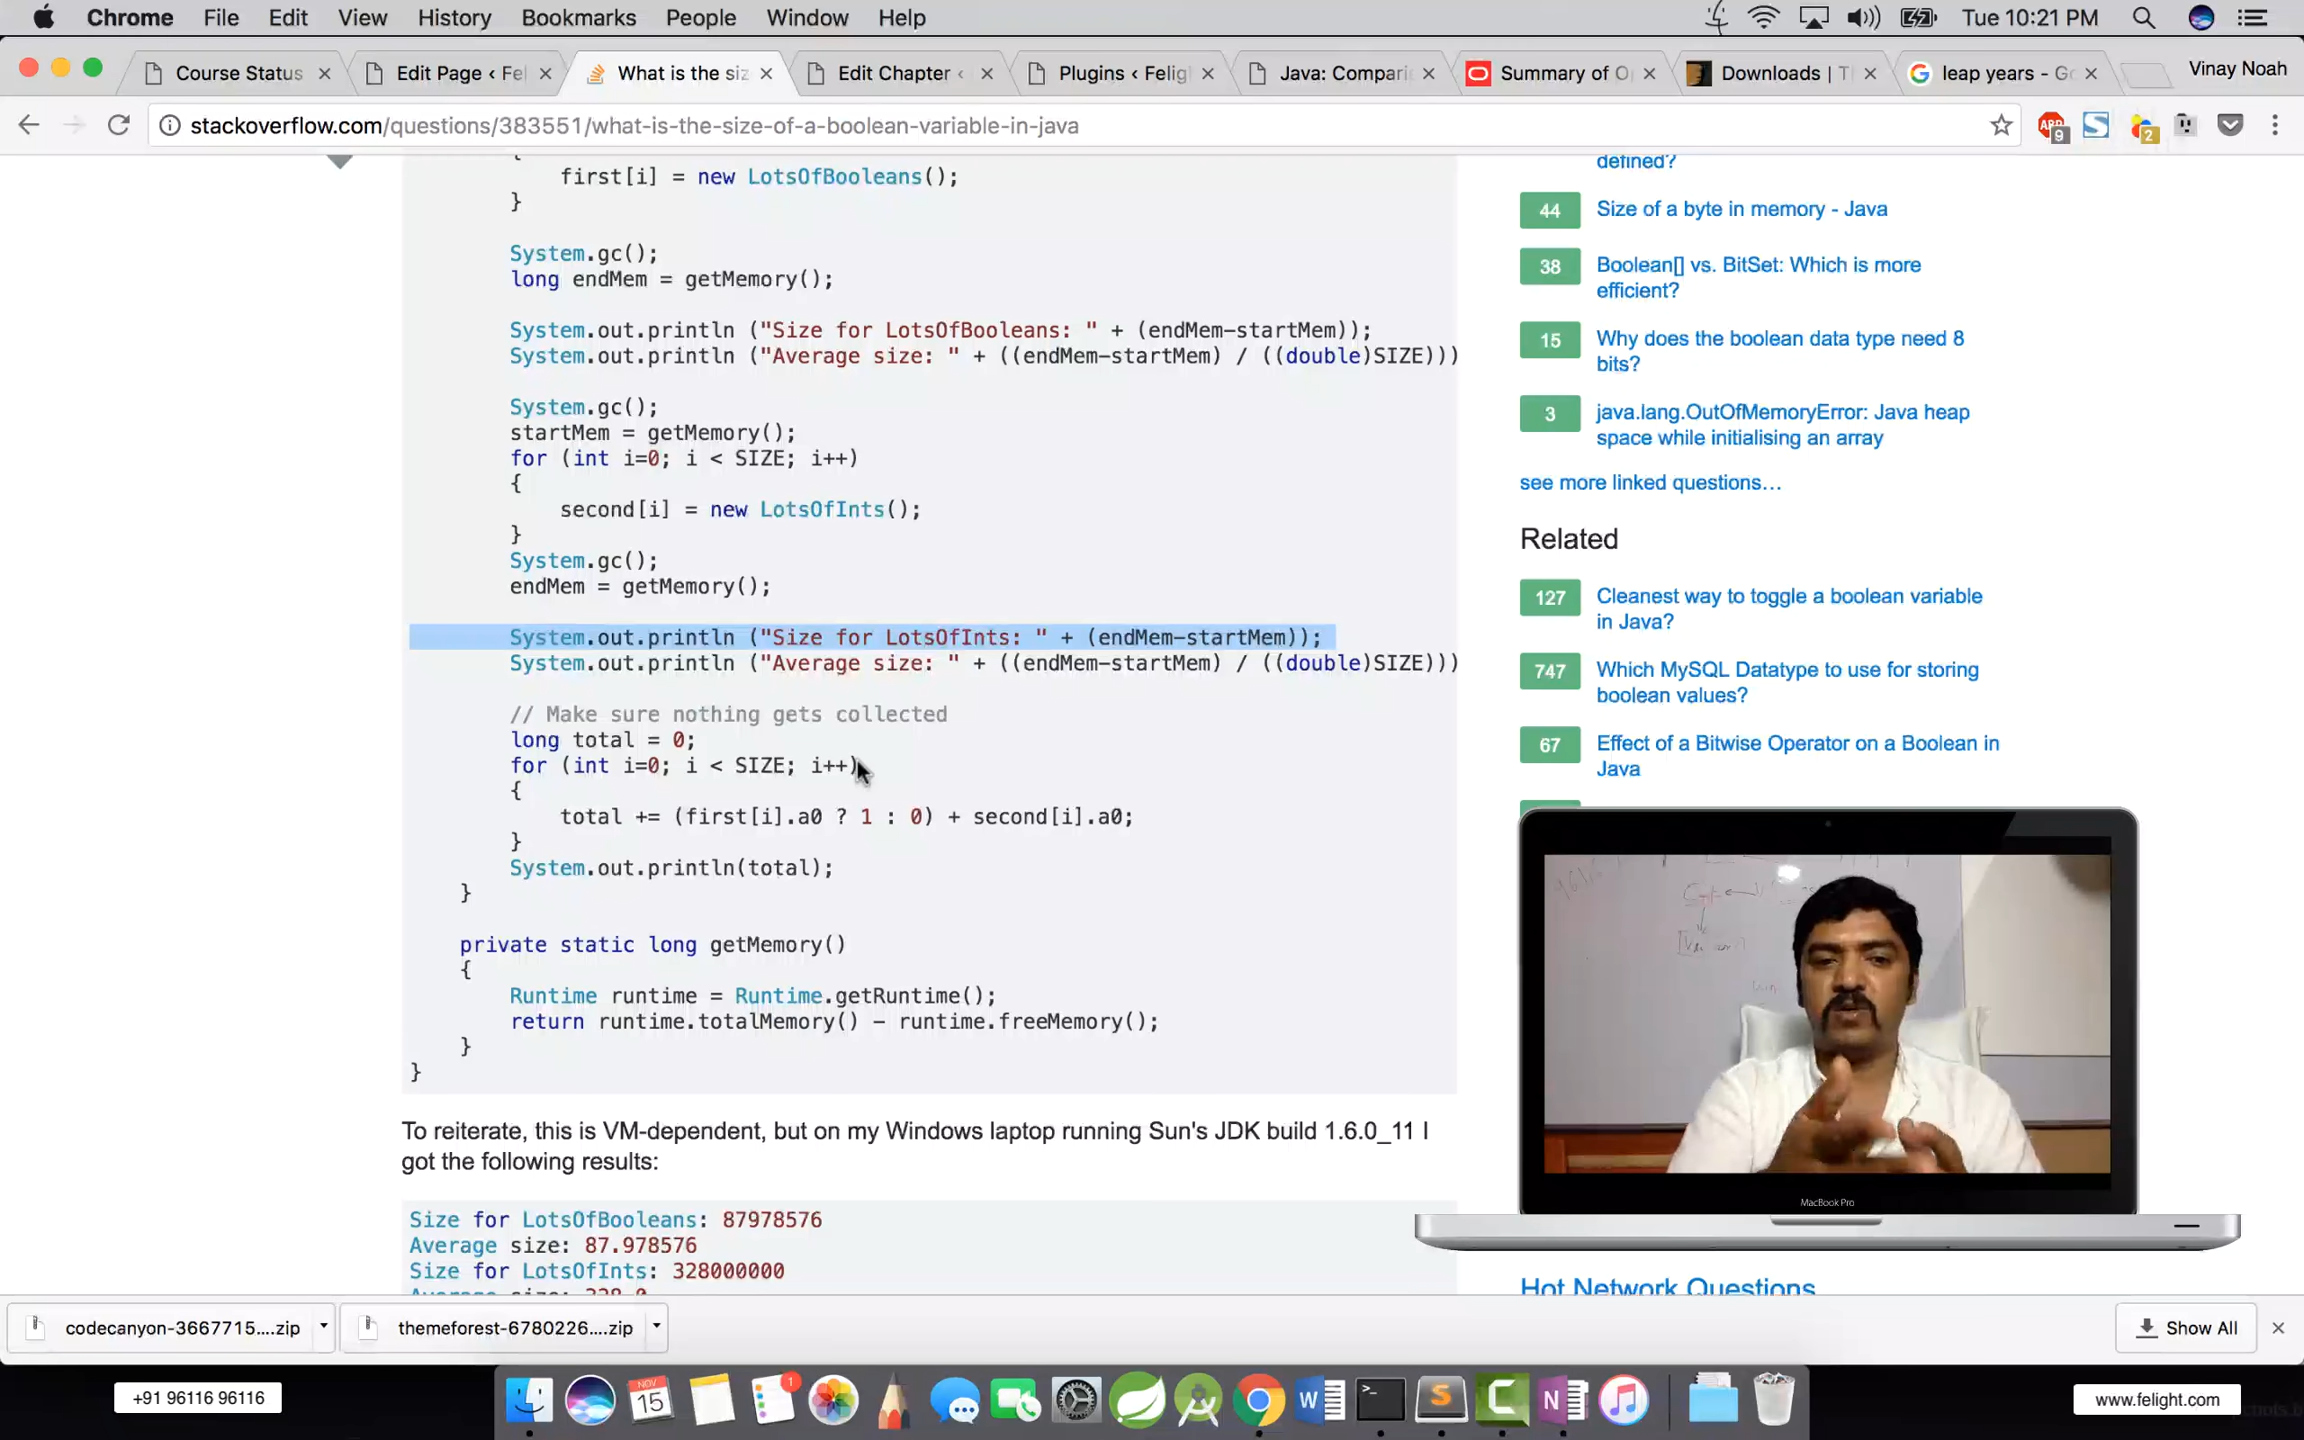 Chrome File Edit View History Bookmarks People Window Help
Tue 10:21 PM
Course Status
Edit Page ‹ Fel
What is the siz
Edit Chapter ‹
Plugins ‹ Felig
Java: Compari
Summary of O
Downloads | T
leap years - Go
Vinay Noah
stackoverflow.com/questions/383551/what-is-the-size-of-a-boolean-variable-in-java
ABP
9
2
{
first[i] = new LotsOfBooleans();
}
System.gc();
long endMem = getMemory();
System.out.println ("Size for LotsOfBooleans: " + (endMem-startMem));
System.out.println ("Average size: " + ((endMem-startMem) / ((double)SIZE)))
System.gc();
startMem = getMemory();
for (int i=0; i < SIZE; i++)
{
second[i] = new LotsOfInts();
}
System.gc();
endMem = getMemory();
System.out.println ("Size for LotsOfInts: " + (endMem-startMem));
System.out.println ("Average size: " + ((endMem-startMem) / ((double)SIZE)))
// Make sure nothing gets collected
long total = 0;
for (int i=0; i < SIZE; i++)
{
total += (first[i].a0 ? 1 : 0) + second[i].a0;
}
System.out.println(total);
}
private static long getMemory()
{
Runtime runtime = Runtime.getRuntime();
return runtime.totalMemory() - runtime.freeMemory();
}
}
To reiterate, this is VM-dependent, but on my Windows laptop running Sun's JDK build 1.6.0_11 I
got the following results:
Size for LotsOfBooleans: 87978576
Average size: 87.978576
Size for LotsOfInts: 328000000
Average size: 328.0
defined?
44 Size of a byte in memory - Java
38 Boolean[] vs. BitSet: Which is more
efficient?
15 Why does the boolean data type need 8
bits?
3 java.lang.OutOfMemoryError: Java heap
space while initialising an array
see more linked questions…
Related
127 Cleanest way to toggle a boolean variable
in Java?
747 Which MySQL Datatype to use for storing
boolean values?
67 Effect of a Bitwise Operator on a Boolean in
Java
MacBook Pro
Hot Network Questions
codecanyon-3667715....zip
themeforest-6780226....zip
Show All
+91 96116 96116
NOV
15
1
www.felight.com